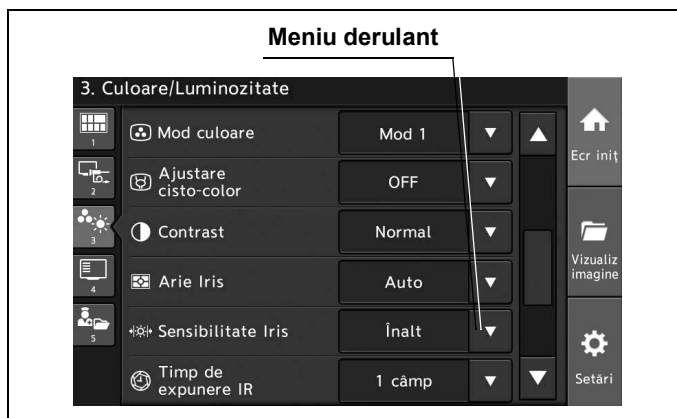 Meniu derulant
3. Culoare/Luminozitate
1
Mod culoare
Mod 1
Ecr iniț
2
Ajustare
cisto-color
OFF
3
Contrast
Normal
Vizualiz
imagine
4
Arie Iris
Auto
5
Sensibilitate Iris
Înalt
Timp de
expunere IR
1 câmp
Setări